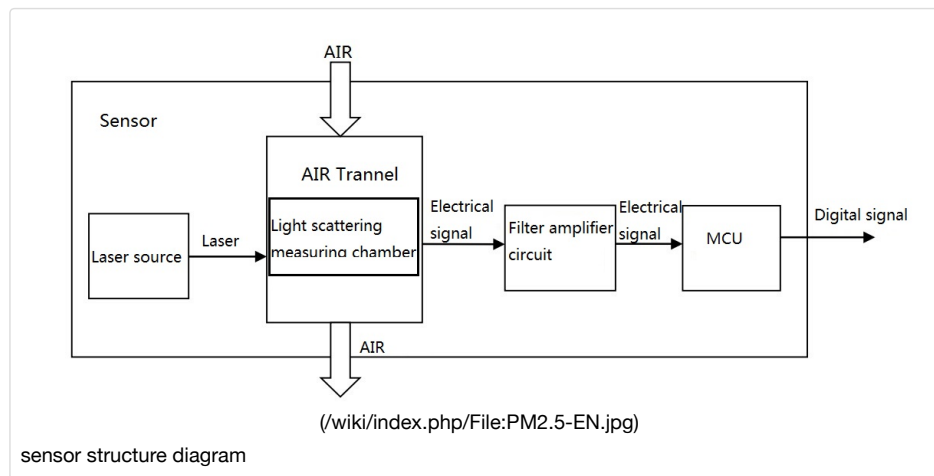 AIR
Sensor
AIR Trannel
Light scattering
measuring chamber
Laser source
Laser
Electrical
signal
Filter amplifier
circuit
Electrical
signal
MCU
Digital signal
AIR
(/wiki/index.php/File:PM2.5-EN.jpg)
sensor structure diagram